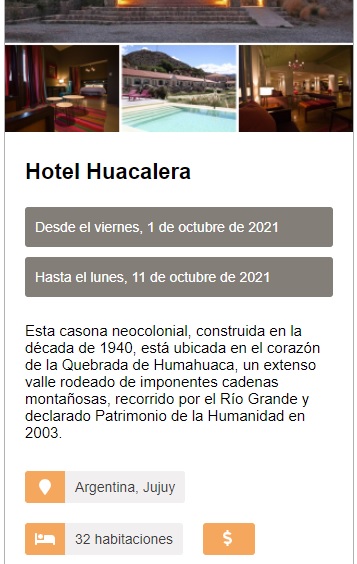 Hotel Huacalera
Desde el viernes, 1 de octubre de 2021
Hasta el lunes, 11 de octubre de 2021
Esta casona neocolonial, construida en la
década de 1940, está ubicada en el corazón
de la Quebrada de Humahuaca, un extenso
valle rodeado de imponentes cadenas
montañosas, recorrido por el Río Grande y
declarado Patrimonio de la Humanidad en
2003.
Argentina, Jujuy
32 habitaciones
$